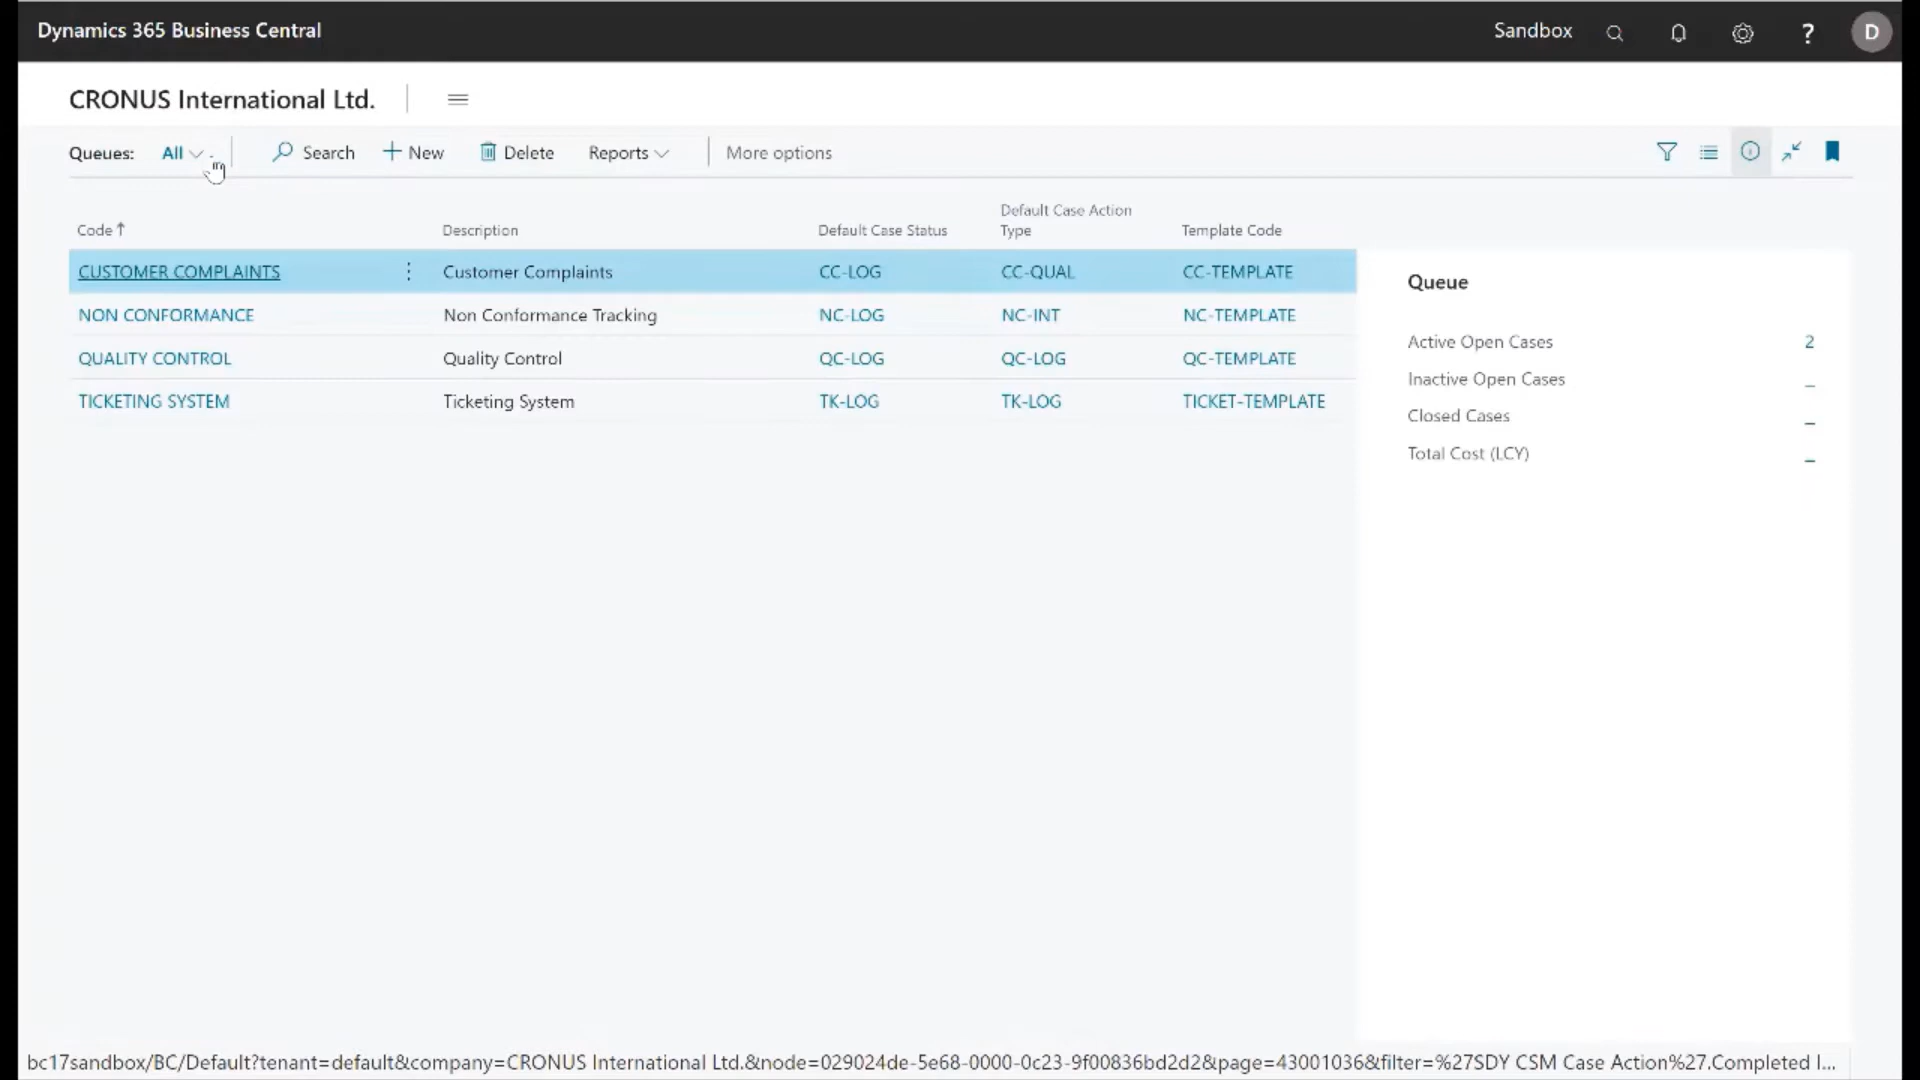 Dynamics 365 Business Central
Sandbox
?
D
CRONUS International Ltd.
Queues: All
Search
New
Delete
Reports
More options
Code↑
Description
Default Case Status
Default Case Action Type
Template Code
CUSTOMER COMPLAINTS Customer Complaints CC-LOG CC-QUAL CC-TEMPLATE
NON CONFORMANCE Non Conformance Tracking NC-LOG NC-INT NC-TEMPLATE
QUALITY CONTROL Quality Control QC-LOG QC-LOG QC-TEMPLATE
TICKETING SYSTEM Ticketing System TK-LOG TK-LOG TICKET-TEMPLATE
Queue
Active Open Cases 2
Inactive Open Cases _
Closed Cases _
Total Cost (LCY) _
bc17sandbox/BC/Default?tenant=default&company=CRONUS International Ltd.&node=029024de-5e68-0000-0c23-9f00836bd2d2&page=43001036&filter=%27SDY CSM Case Action%27.Completed I...